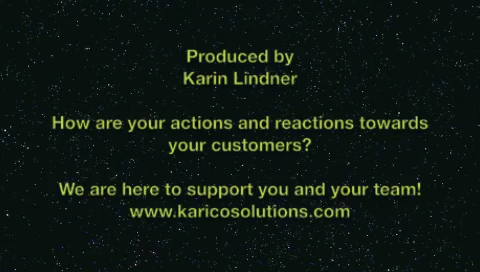 Produced by
Karin Lindner
How are your actions and reactions towards
your customers?
We are here to support you and your team!
www.karicosolutions.com